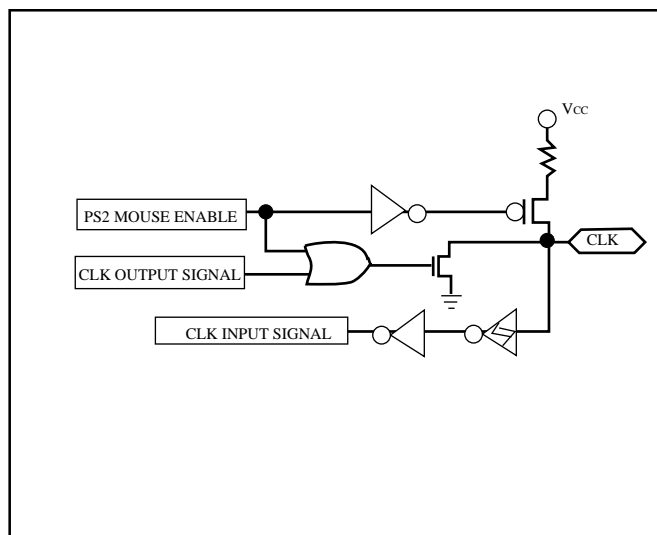 VCC
PS2 MOUSE ENABLE
CLK
CLK OUTPUT SIGNAL
CLK INPUT SIGNAL